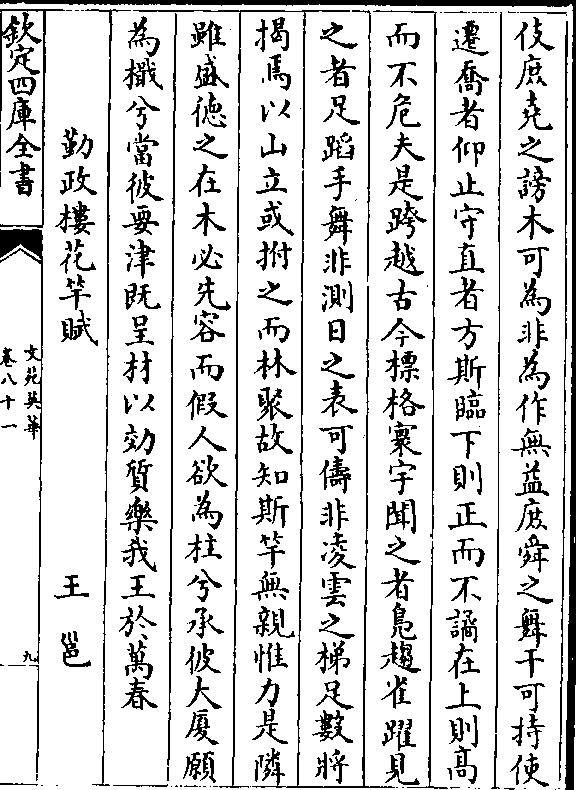 伎庶堯之謗木可為非為作無益庶舜之舞干可持使
遷喬者仰止守直者方斯臨下則正而不譎在上則高
而不危夫是跨越古今標格寰宇聞之者鳧趨雀躍見
之者足蹈手舞非測日之表可儔非凌雲之梯足數將
揭焉以山立或拊之而林聚故知斯竿無親惟力是隣
雖盛徳之在木必先容而假人欲為柱兮承彼大厦願
為檝兮當彼要津既呈材以効質樂我王於萬春
勤政樓花竿賦 王邕
欽定四庫全書
文苑英華
卷八十一
九